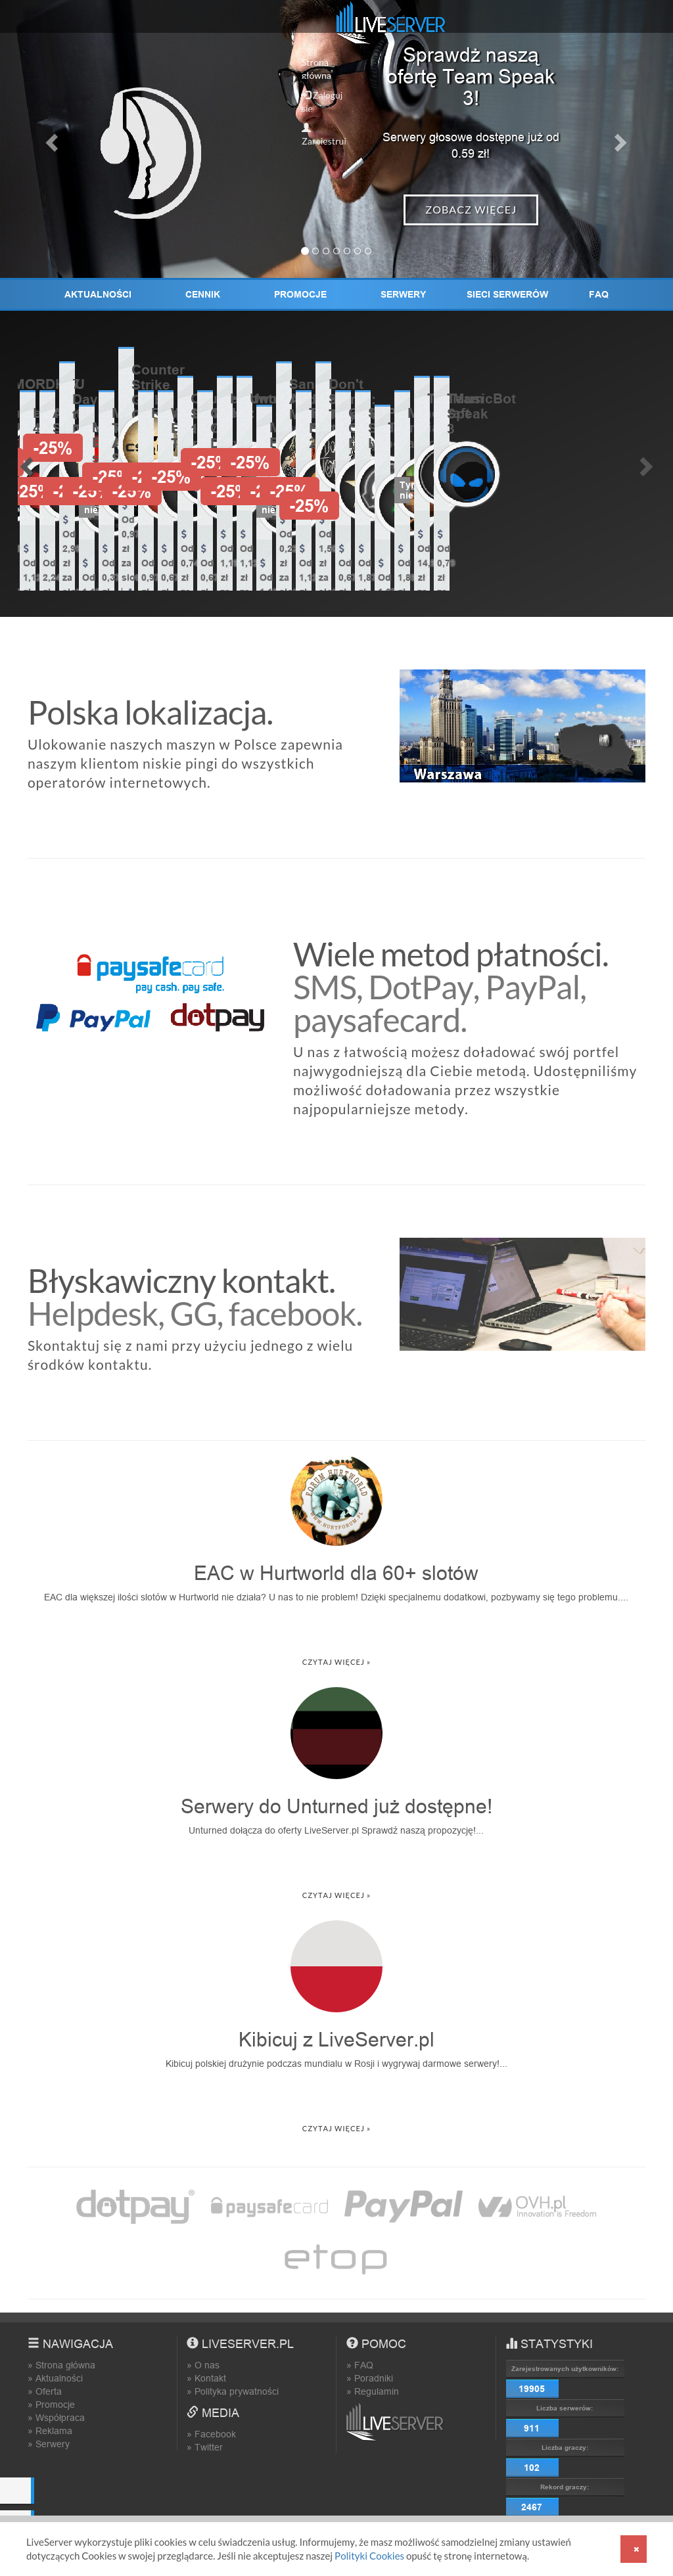 LIVESERVER
Strona
główna
Zaloguj
się
Zarejestruj
Sprawdź naszą
ofertę Team Speak
3!
Serwery głosowe dostępne już od
0.59 zł!
ZOBACZ WIĘCEJ
AKTUALNOŚCI CENNIK PROMOCJE SERWERY SIECI SERWERÓW FAQ
Counter
Strike
-25%
-25%
-25%
-25%
Polska lokalizacja.
Ulokowanie naszych maszyn w Polsce zapewnia
naszym klientom niskie pingi do wszystkich
operatorów internetowych.
Warszawa
paysafecard
pay cash. pay safe.
PayPal dotpay
Wiele metod płatności.
SMS, DotPay, PayPal,
paysafecard.
U nas z łatwością możesz doładować swój portfel
najwygodniejszą dla Ciebie metodą. Udostępniliśmy
możliwość doładowania przez wszystkie
najpopularniejsze metody.
Błyskawiczny kontakt.
Helpdesk, GG, facebook.
Skontaktuj się z nami przy użyciu jednego z wielu
środków kontaktu.
FORUM HURTWORLD
EAC w Hurtworld dla 60+ slotów
EAC dla większej ilości slotów w Hurtworld nie działa? U nas to nie problem! Dzięki specjalnemu dodatkowi, pozbywamy się tego problemu....
CZYTAJ WIĘCEJ »
Serwery do Unturned już dostępne!
Unturned dołącza do oferty LiveServer.pl Sprawdź naszą propozycję!...
CZYTAJ WIĘCEJ »
Kibicuj z LiveServer.pl
Kibicuj polskiej drużynie podczas mundialu w Rosji i wygrywaj darmowe serwery!...
CZYTAJ WIĘCEJ »
dotpay® paysafecard PayPal OVH.pl
Innovation is Freedom
etop
NAWIGACJA
» Strona główna
» Aktualności
» Oferta
» Promocje
» Współpraca
» Reklama
» Serwery
LIVESERVER.PL
» O nas
» Kontakt
» Polityka prywatności
MEDIA
» Facebook
» Twitter
POMOC
» FAQ
» Poradniki
» Regulamin
LIVESERVER
STATYSTYKI
Zarejestrowanych użytkowników:
19905
Liczba serwerów:
911
Liczba graczy:
102
Rekord graczy:
2467
LiveServer wykorzystuje pliki cookies w celu świadczenia usług. Informujemy, że masz możliwość samodzielnej zmiany ustawień
dotyczących Cookies w swojej przeglądarce. Jeśli nie akceptujesz naszej Polityki Cookies opuść tę stronę internetową.